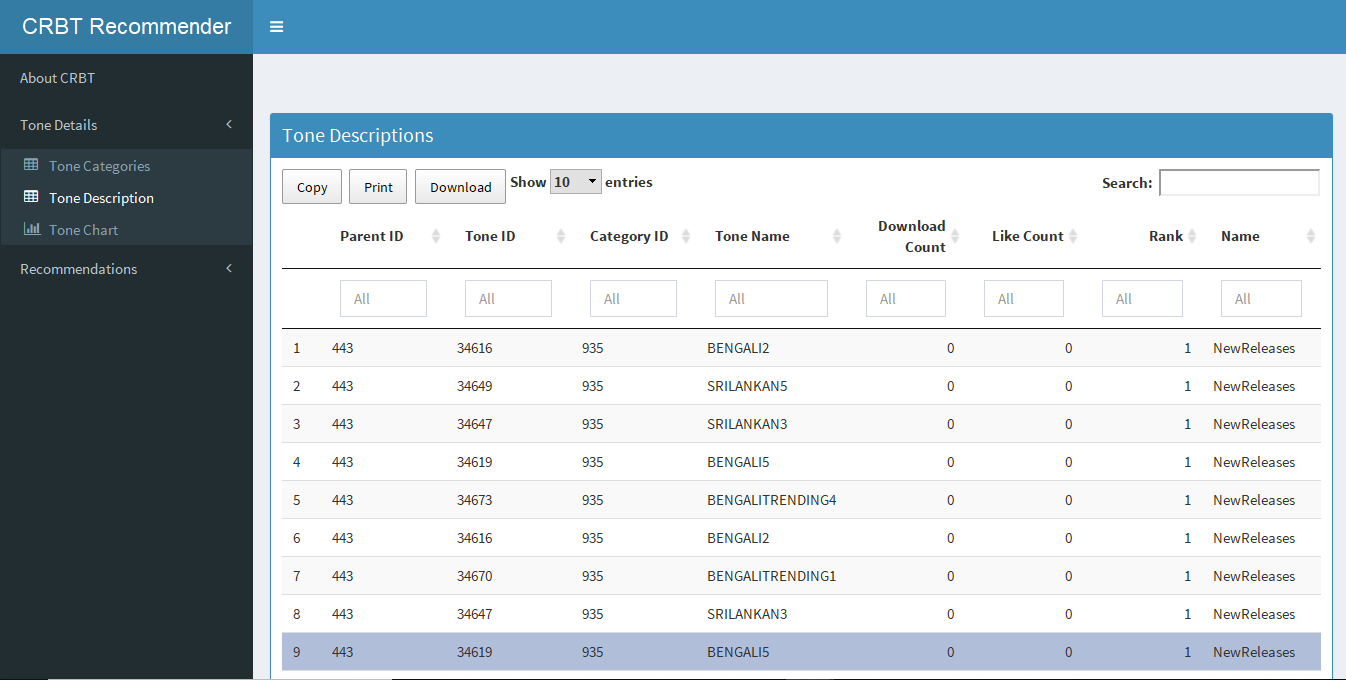 CRBT Recommender
About CRBT
Tone Details
Tone Categories
Tone Description
Tone Chart
Recommendations
Tone Descriptions
Copy Print Download Show 10 entries Search:
Parent ID Tone ID Category ID Tone Name Download Count Like Count Rank Name
All All All All All All All All
1 443 34616 935 BENGALI2 0 0 1 NewReleases
2 443 34649 935 SRILANKAN5 0 0 1 NewReleases
3 443 34647 935 SRILANKAN3 0 0 1 NewReleases
4 443 34619 935 BENGALI5 0 0 1 NewReleases
5 443 34673 935 BENGALITRENDING4 0 0 1 NewReleases
6 443 34616 935 BENGALI2 0 0 1 NewReleases
7 443 34670 935 BENGALITRENDING1 0 0 1 NewReleases
8 443 34647 935 SRILANKAN3 0 0 1 NewReleases
9 443 34619 935 BENGALI5 0 0 1 NewReleases